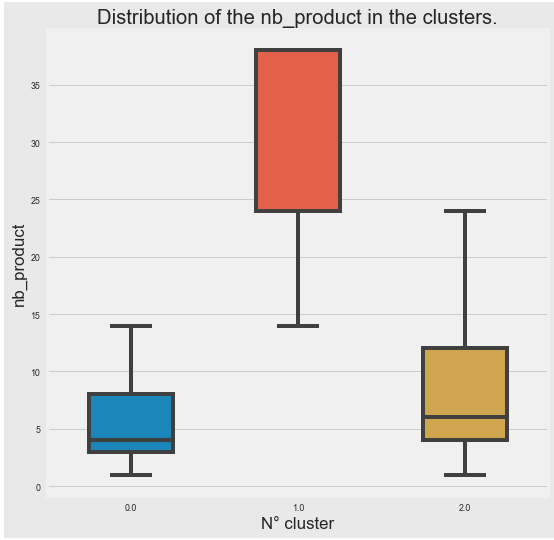 Distribution of the nb_product in the clusters.
35
30
25
20
15
10
5
0
nb_product
0.0 1.0 2.0
N° cluster